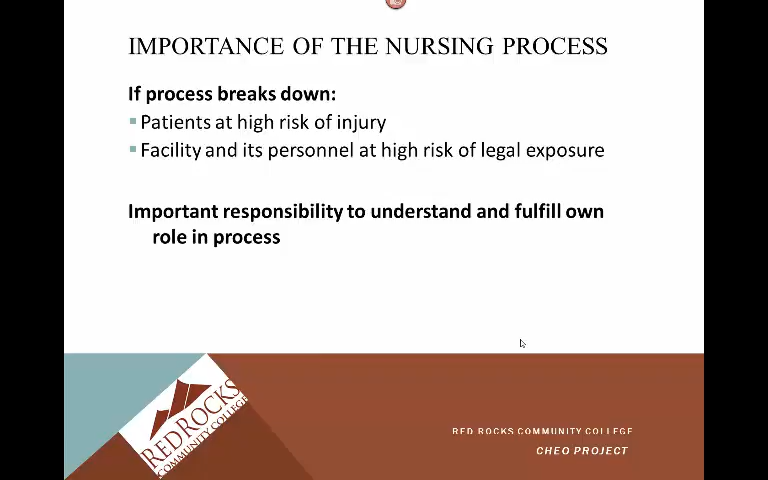 IMPORTANCE OF THE NURSING PROCESS
If process breaks down:
Patients at high risk of injury
Facility and its personnel at high risk of legal exposure
Important responsibility to understand and fulfill own
role in process
RED ROCKS
COMMUNITY COLLEGE
RED ROCKS COMMUNITY COLLEGE
CHEO PROJECT